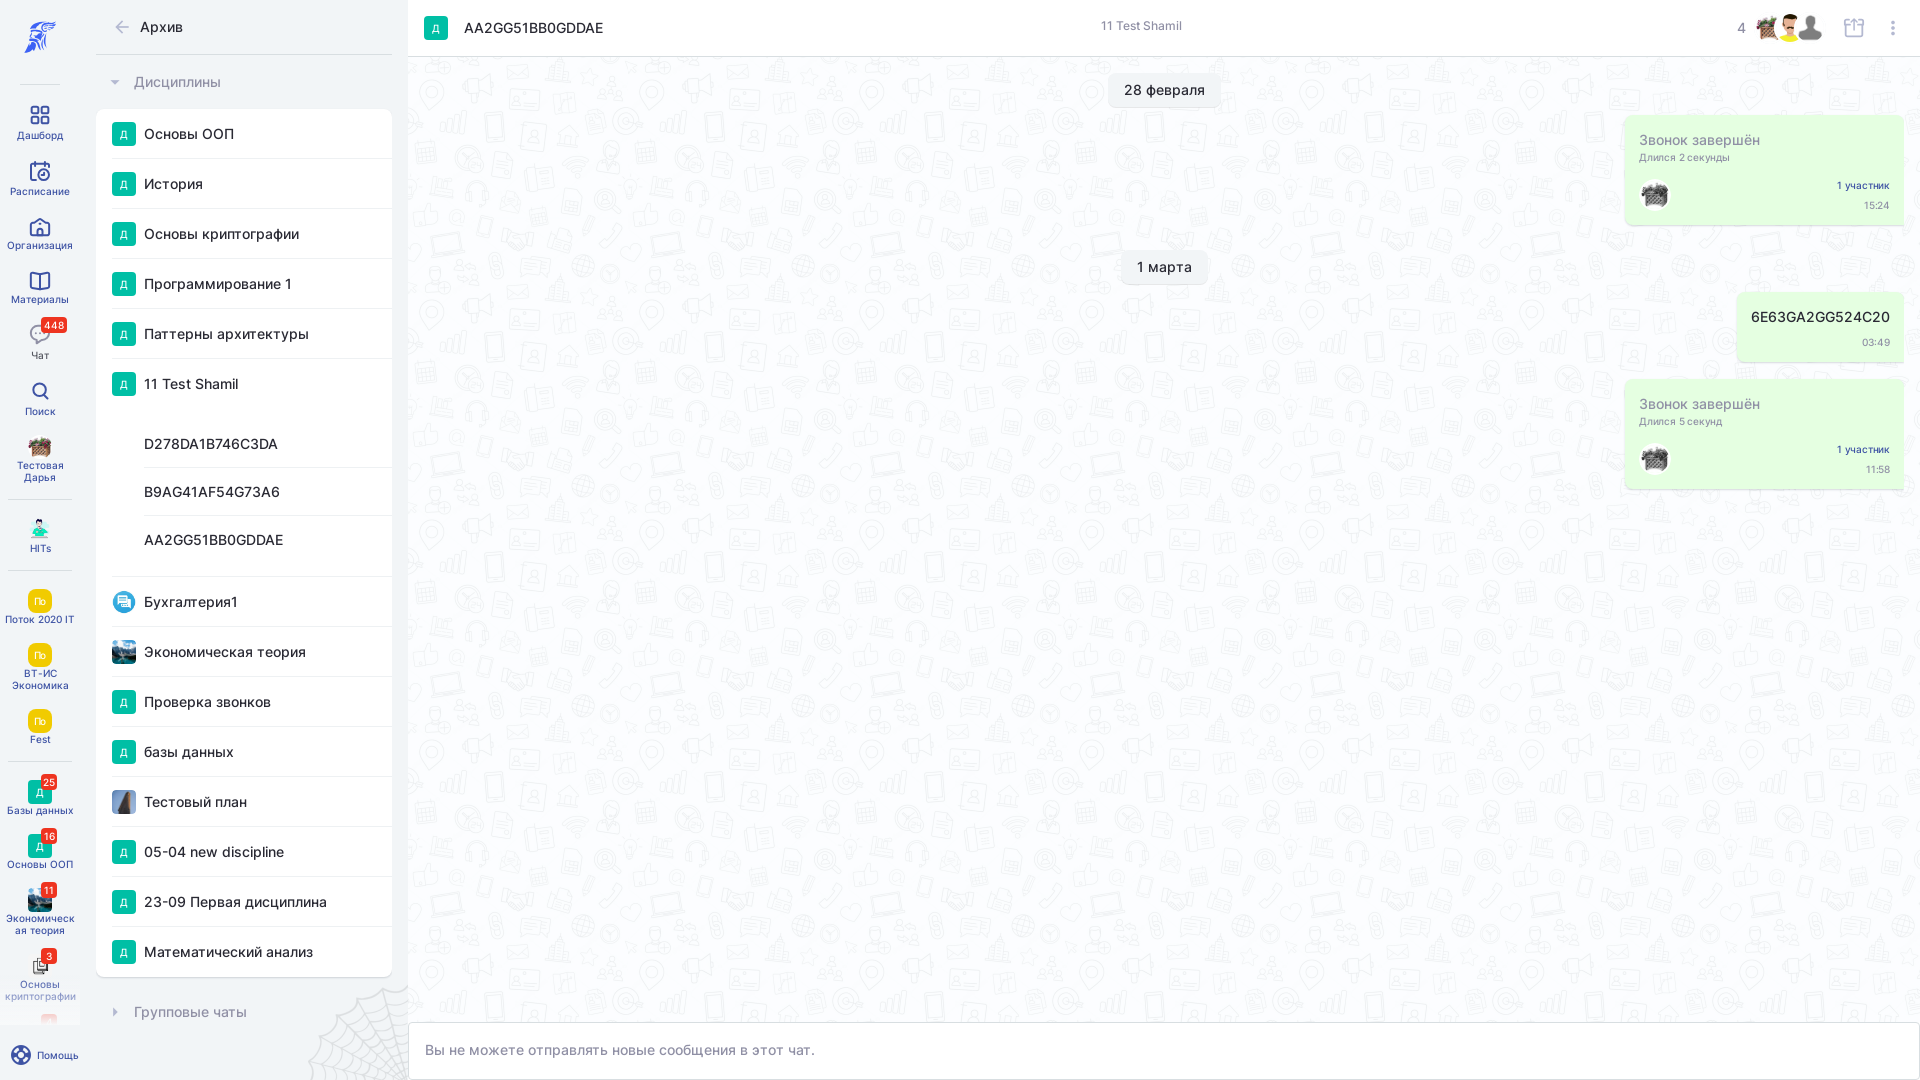 Дашборд
Расписание
Организация
Материалы
448
Чат
Поиск
Тестовая
Дарья
HITs
По
Поток 2020 IT
По
ВТ-ИС
Экономика
По
Fest
25
Д
Базы данных
16
Д
Основы ООП
11
Экономическ
ая теория
3
Основы
криптографии
Помощь
Архив
Дисциплины
Д Основы ООП
Д История
Д Основы криптографии
Д Программирование 1
Д Паттерны архитектуры
Д 11 Test Shamil
D278DA1B746C3DA
B9AG41AF54G73A6
AA2GG51BB0GDDAE
Бухгалтерия1
Экономическая теория
Д Проверка звонков
Д базы данных
Тестовый план
Д 05-04 new discipline
Д 23-09 Первая дисциплина
Д Математический анализ
Групповые чаты
Д AA2GG51BB0GDDAE
11 Test Shamil
4
28 февраля
Звонок завершён
Длился 2 секунды
1 участник
15:24
1 марта
6E63GA2GG524C20
03:49
Звонок завершён
Длился 5 секунд
1 участник
11:58
Вы не можете отправлять новые сообщения в этот чат.